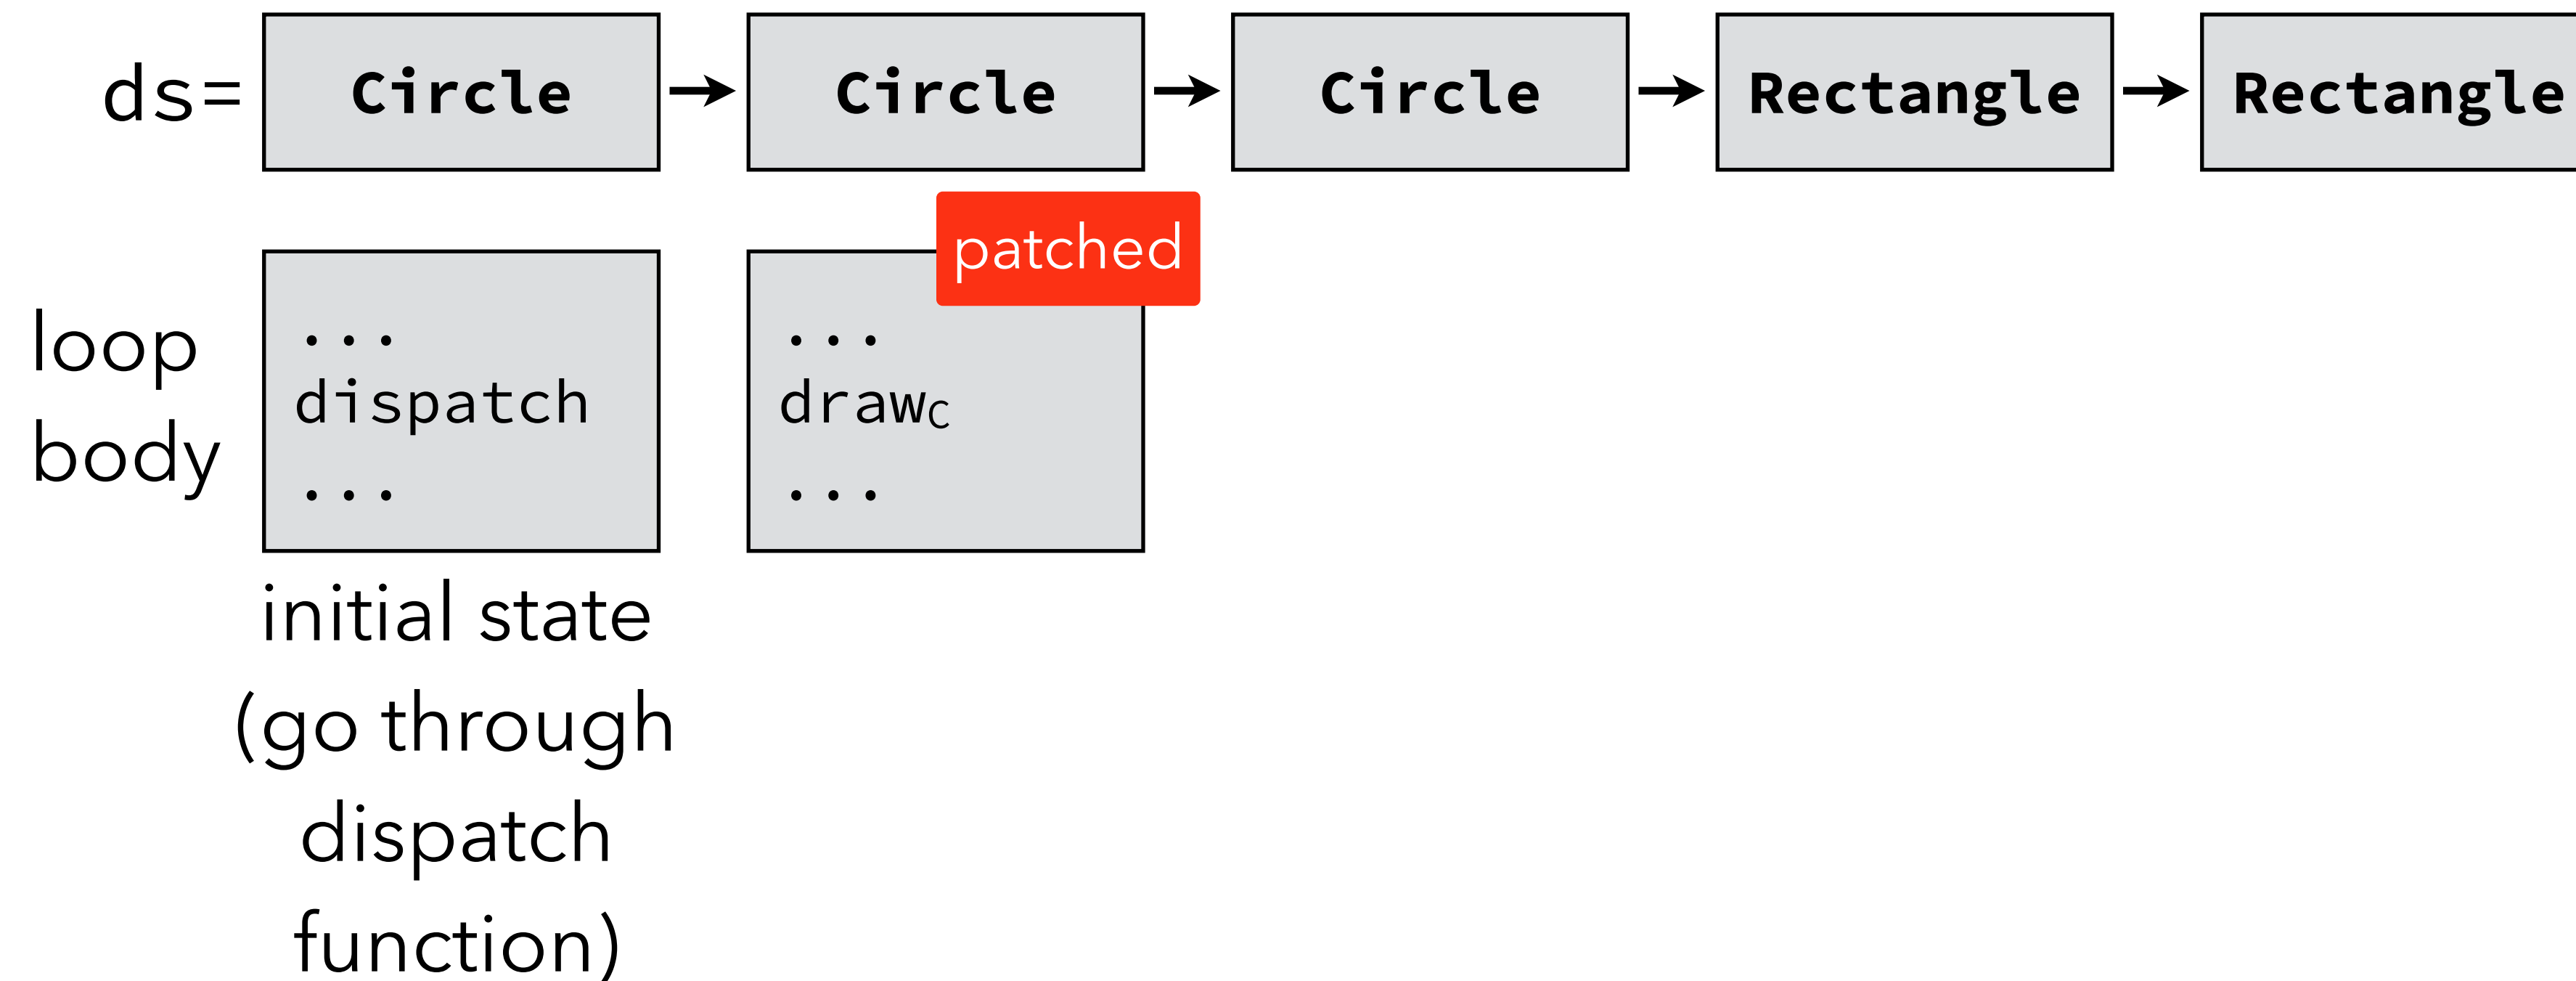 ds= Circle Circle Circle Rectangle Rectangle
patched
loop
body
...
dispatch
...
...
drawC
...
initial state
(go through
dispatch
function)